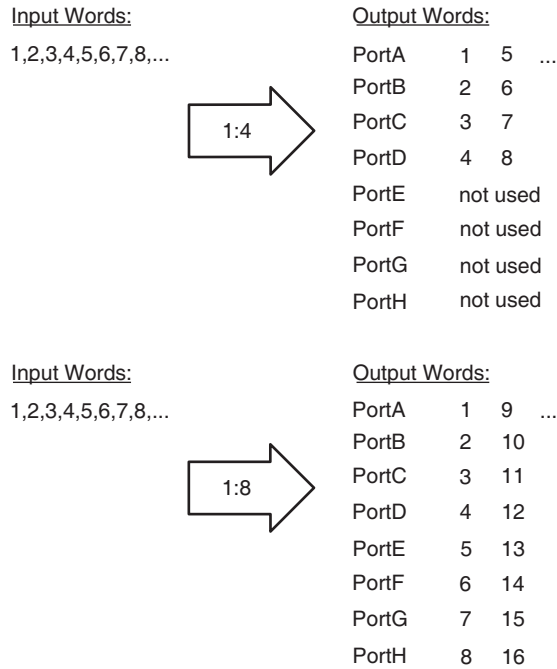 Input Words:
Output Words:
1,2,3,4,5,6,7,8,...
PortA 1 5 ...
PortB 2 6
1:4
PortC 3 7
PortD 4 8
PortE not used
PortF not used
PortG not used
PortH not used
Input Words:
Output Words:
1,2,3,4,5,6,7,8,...
PortA 1 9 ...
PortB 2 10
1:8
PortC 3 11
PortD 4 12
PortE 5 13
PortF 6 14
PortG 7 15
PortH 8 16